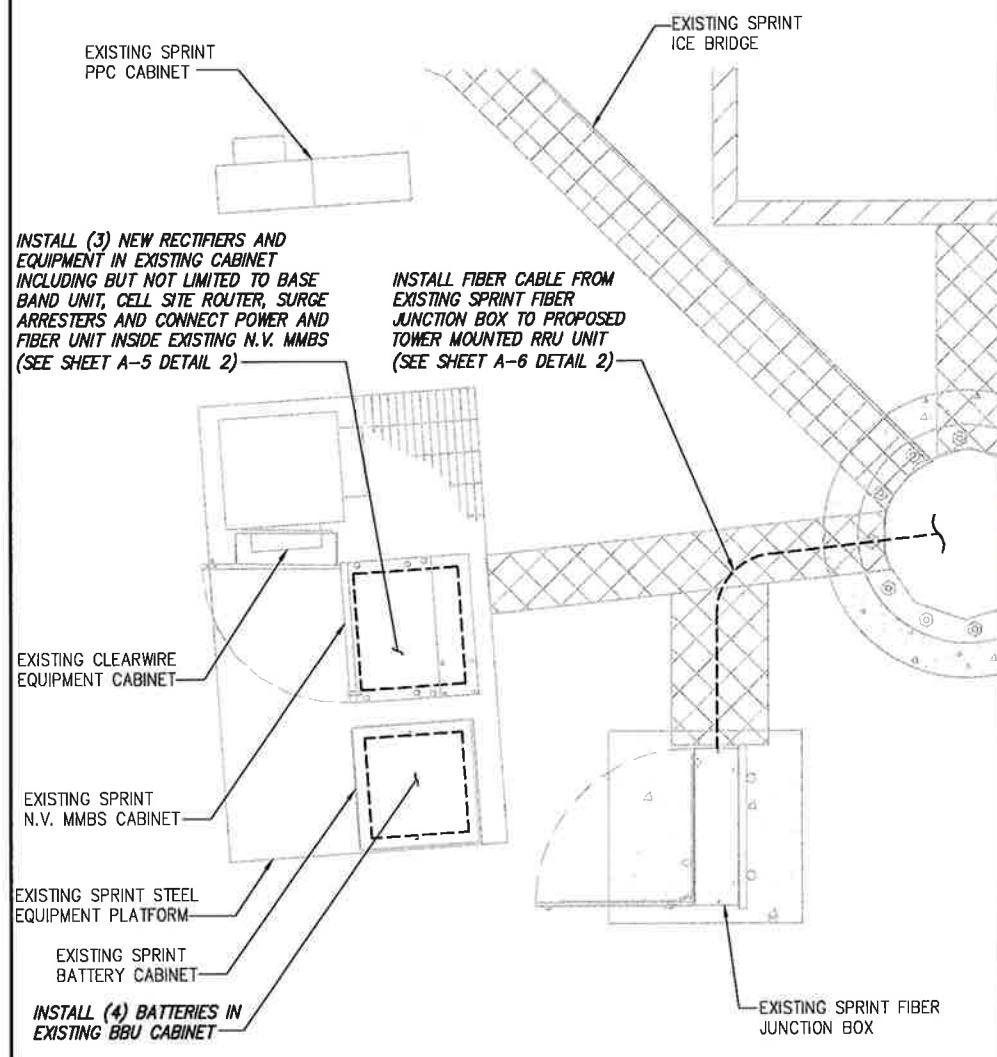 EXISTING SPRINT
ICE BRIDGE
EXISTING SPRINT
PPC CABINET
INSTALL (3) NEW RECTIFIERS AND
EQUIPMENT IN EXISTING CABINET
INCLUDING BUT NOT LIMITED TO BASE
BAND UNIT, CELL SITE ROUTER, SURGE
ARRESTERS AND CONNECT POWER AND
FIBER UNIT INSIDE EXISTING N.V. MMBS
(SEE SHEET A-5 DETAIL 2)
INSTALL FIBER CABLE FROM
EXISTING SPRINT FIBER
JUNCTION BOX TO PROPOSED
TOWER MOUNTED RRU UNIT
(SEE SHEET A-6 DETAIL 2)
EXISTING CLEARWIRE
EQUIPMENT CABINET
EXISTING SPRINT
N.V. MMBS CABINET
EXISTING SPRINT STEEL
EQUIPMENT PLATFORM
EXISTING SPRINT
BATTERY CABINET
INSTALL (4) BATTERIES IN
EXISTING BBU CABINET
EXISTING SPRINT FIBER
JUNCTION BOX